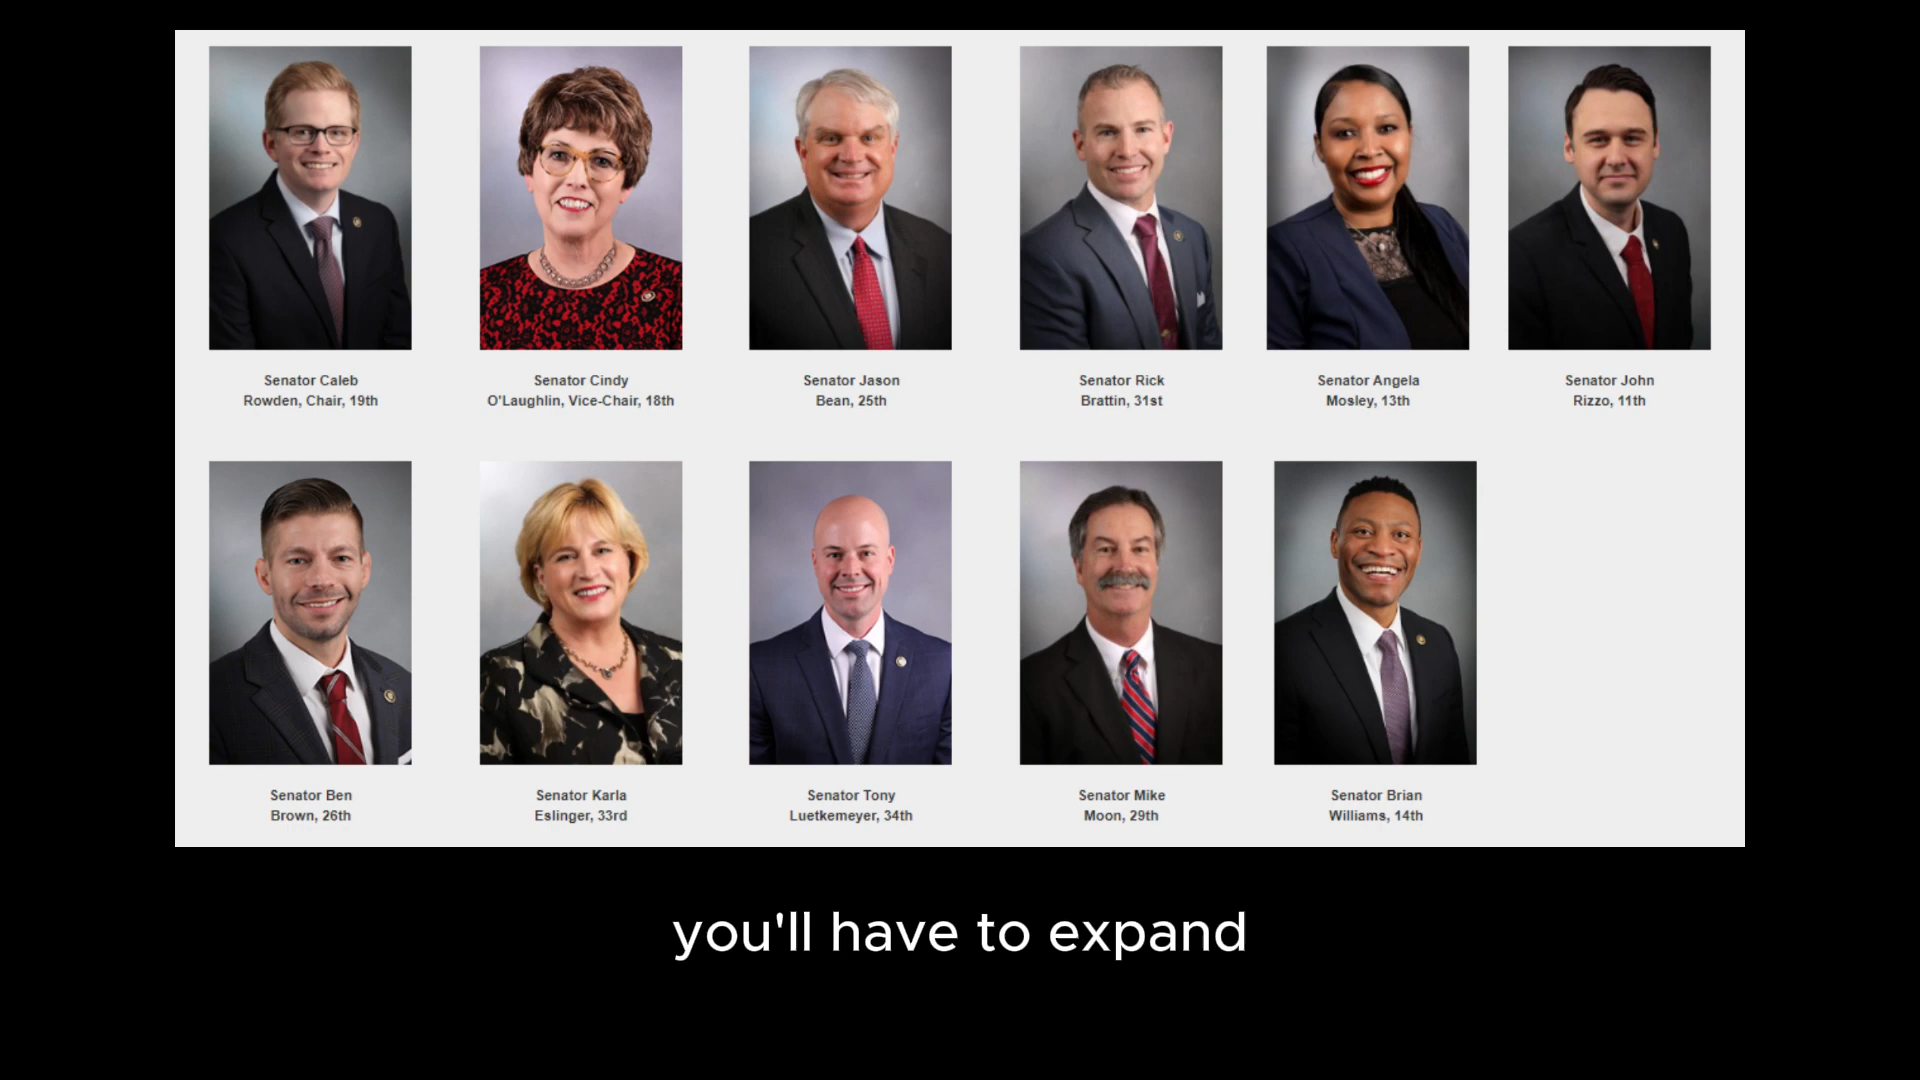 Senator Caleb
Rowden, Chair, 19th
Senator Cindy
O'Laughlin, Vice-Chair, 18th
Senator Jason
Bean, 25th
Senator Rick
Brattin, 31st
Senator Angela
Mosley, 13th
Senator John
Rizzo, 11th
Senator Ben
Brown, 26th
Senator Karla
Eslinger, 33rd
Senator Tony
Luetkemeyer, 34th
Senator Mike
Moon, 29th
Senator Brian
Williams, 14th
you'll have to expand